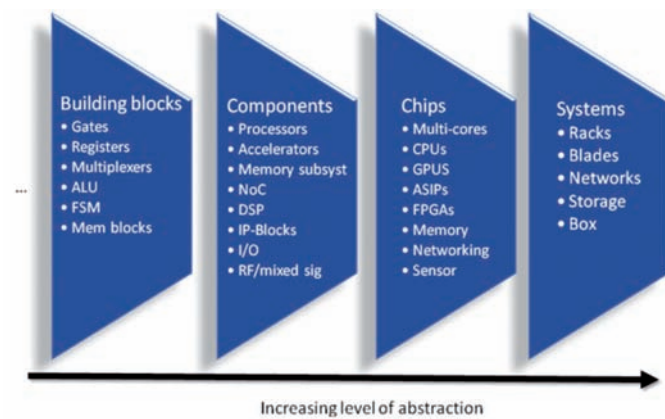 Building blocks
• Gates
• Registers
• Multiplexers
• ALU
• FSM
• Mem blocks
Components
• Processors
• Accelerators
• Memory subsyst
• NoC
• DSP
• IP-Blocks
• I/O
• RF/mixed sig
Chips
• Multi-cores
• CPUs
• GPUS
• ASIPs
• FPGAs
• Memory
• Networking
• Sensor
Systems
• Racks
• Blades
• Networks
• Storage
• Box
...
Increasing level of abstraction